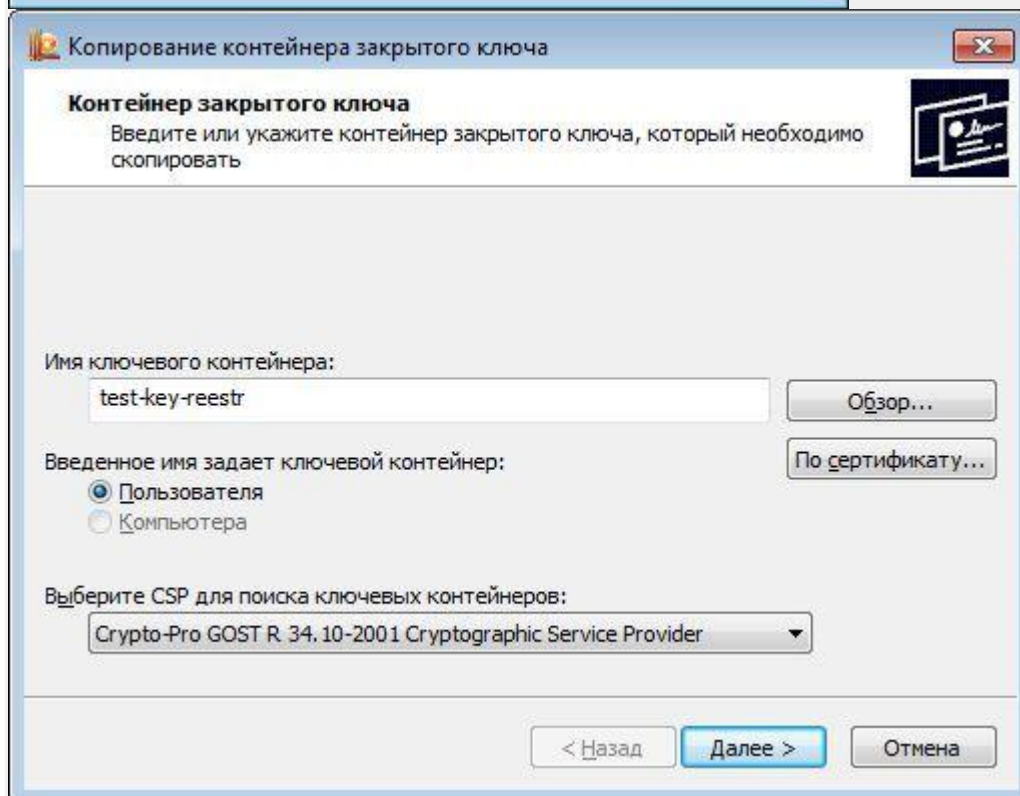 Копирование контейнера закрытого ключа
Контейнер закрытого ключа
Введите или укажите контейнер закрытого ключа, который необходимо
скопировать
Имя ключевого контейнера:
test-key-reestr
Обзор...
Введенное имя задает ключевой контейнер:
По сертификату...
Пользователя
Компьютера
Выберите CSP для поиска ключевых контейнеров:
Crypto-Pro GOST R 34.10-2001 Cryptographic Service Provider
< Назад
Далее >
Отмена